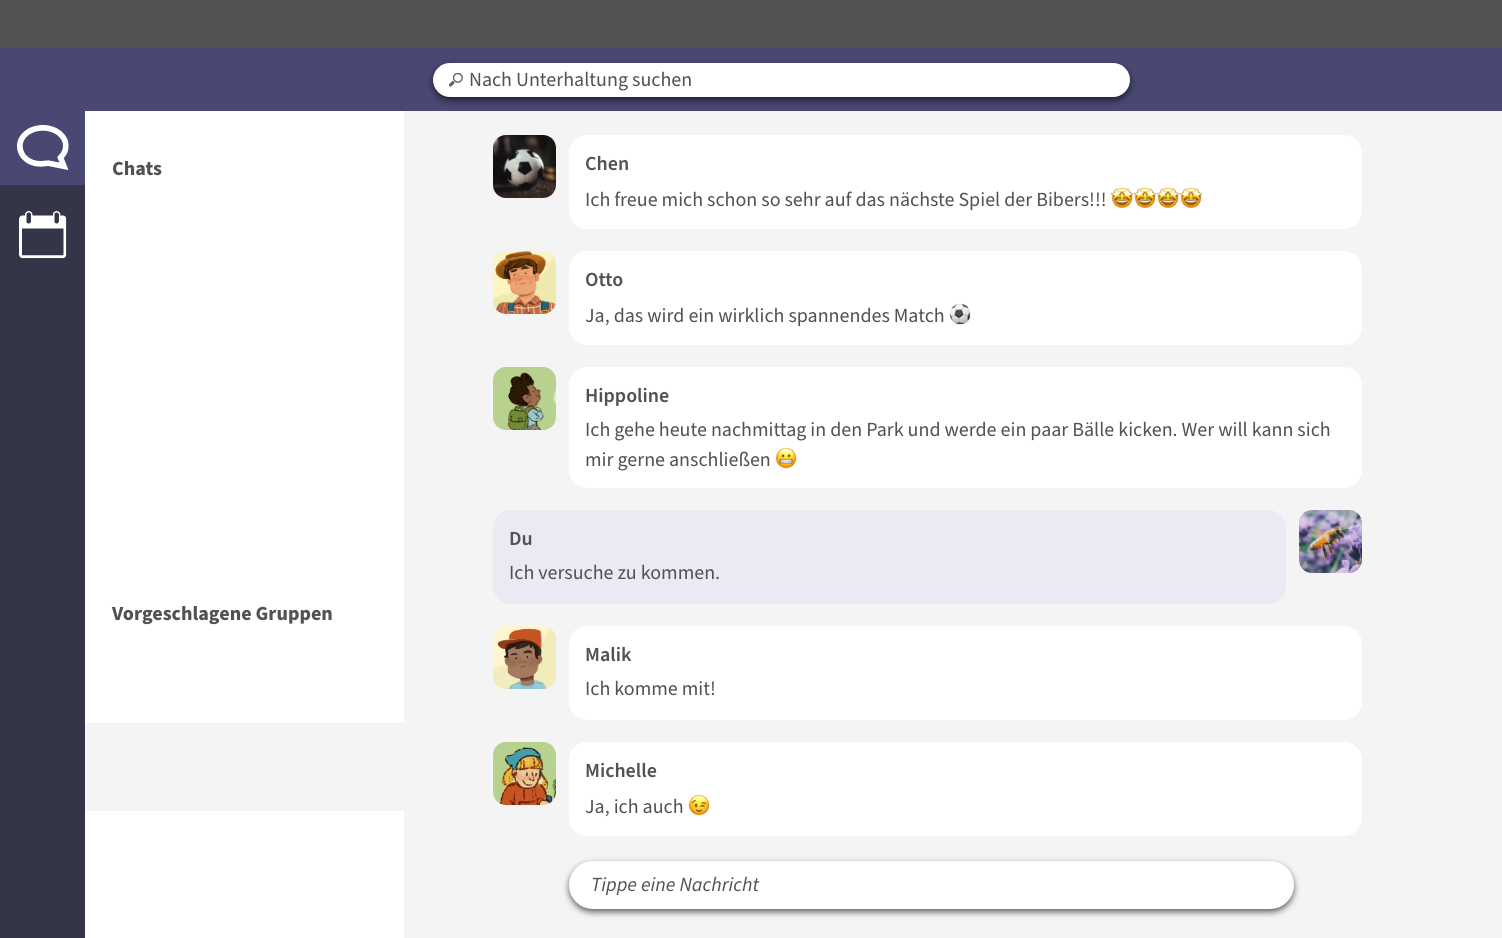 Nach Unterhaltung suchen
Chats
Vorgeschlagene Gruppen
Chen
Ich freue mich schon so sehr auf das nächste Spiel der Bibers!!! 🤩🤩🤩🤩
Otto
Ja, das wird ein wirklich spannendes Match ⚽
Hippoline
Ich gehe heute nachmittag in den Park und werde ein paar Bälle kicken. Wer will kann sich
mir gerne anschließen 😬
Du
Ich versuche zu kommen.
Malik
Ich komme mit!
Michelle
Ja, ich auch 😉
Tippe eine Nachricht